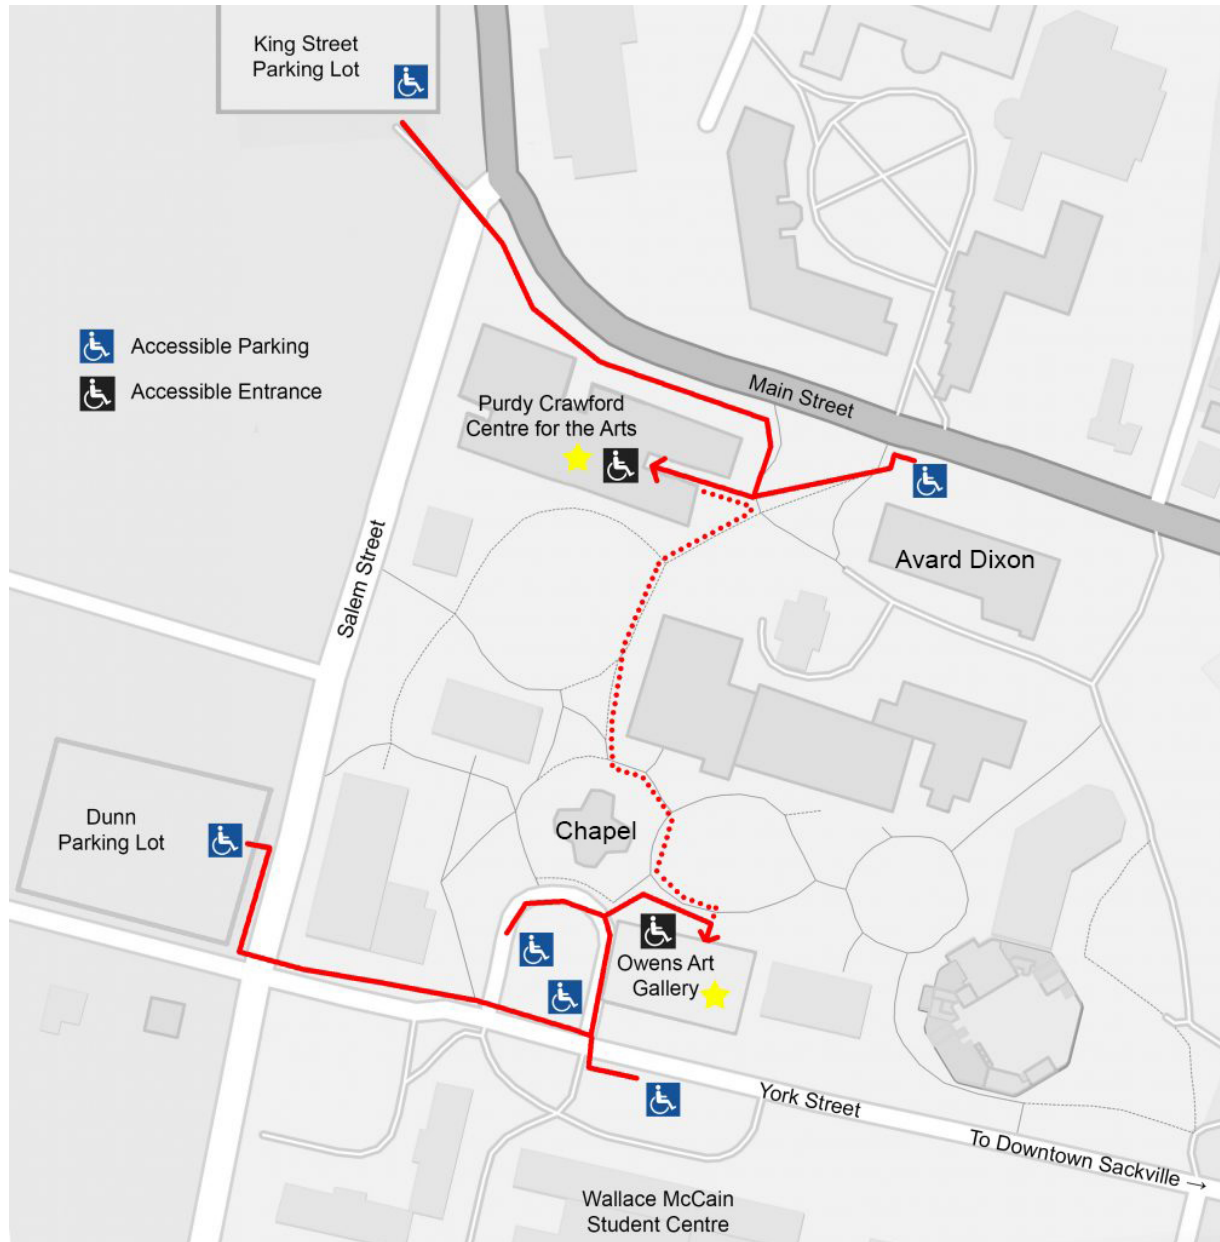 King Street
Parking Lot
Accessible Parking
Accessible Entrance
Main Street
Purdy Crawford
Centre for the Arts
Avard Dixon
Salem Street
Dunn
Parking Lot
Chapel
Owens Art
Gallery
York Street
To Downtown Sackville →
Wallace McCain
Student Centre